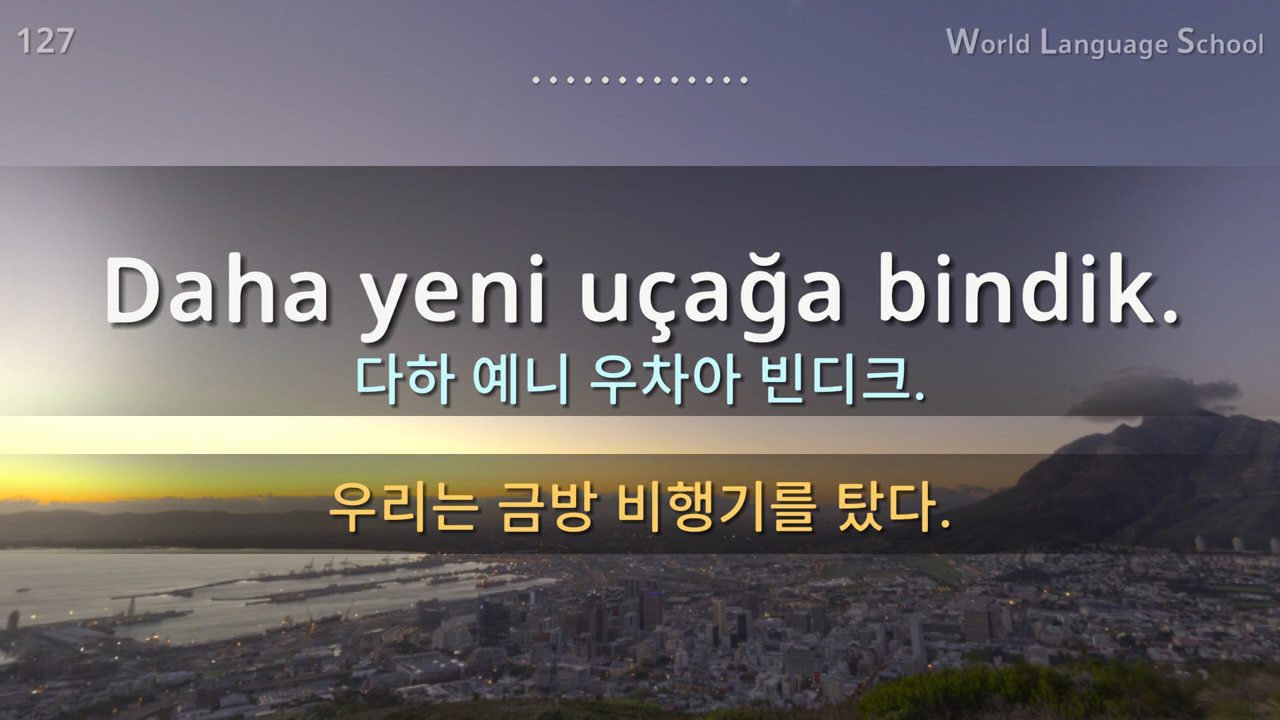 127
World Language School
Daha yeni uçağa bindik.
다하 예니 우차아 빈디크.
우리는 금방 비행기를 탔다.